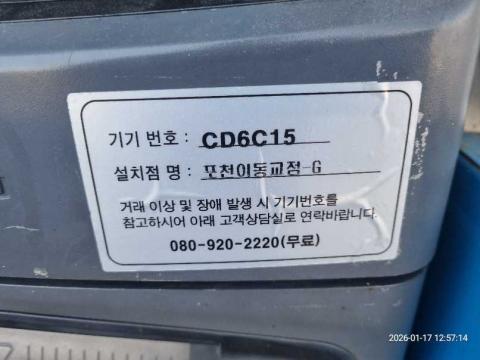 기기 번호 : CD6C15
설치점 명 : 포천이동교점-G
거래 이상 및 장애 발생 시 기기번호를
참고하시어 아래 고객상담실로 연락바랍니다.
080-920-2220(무료)
2026-01-17 12:57:14